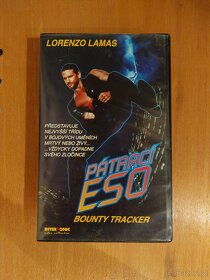 LORENZO LAMAS
PÁTRACÍ
ESO
BOUNTY TRACKER
PŘEDSTAVUJE
NEJVYŠŠÍ TŘÍDU
V BOJOVÝCH UMĚNÍCH
MRTVÝ NEBO ŽIVÝ...
...VŽDYCKY DOPADNE
SVÉHO ZLOČINCE